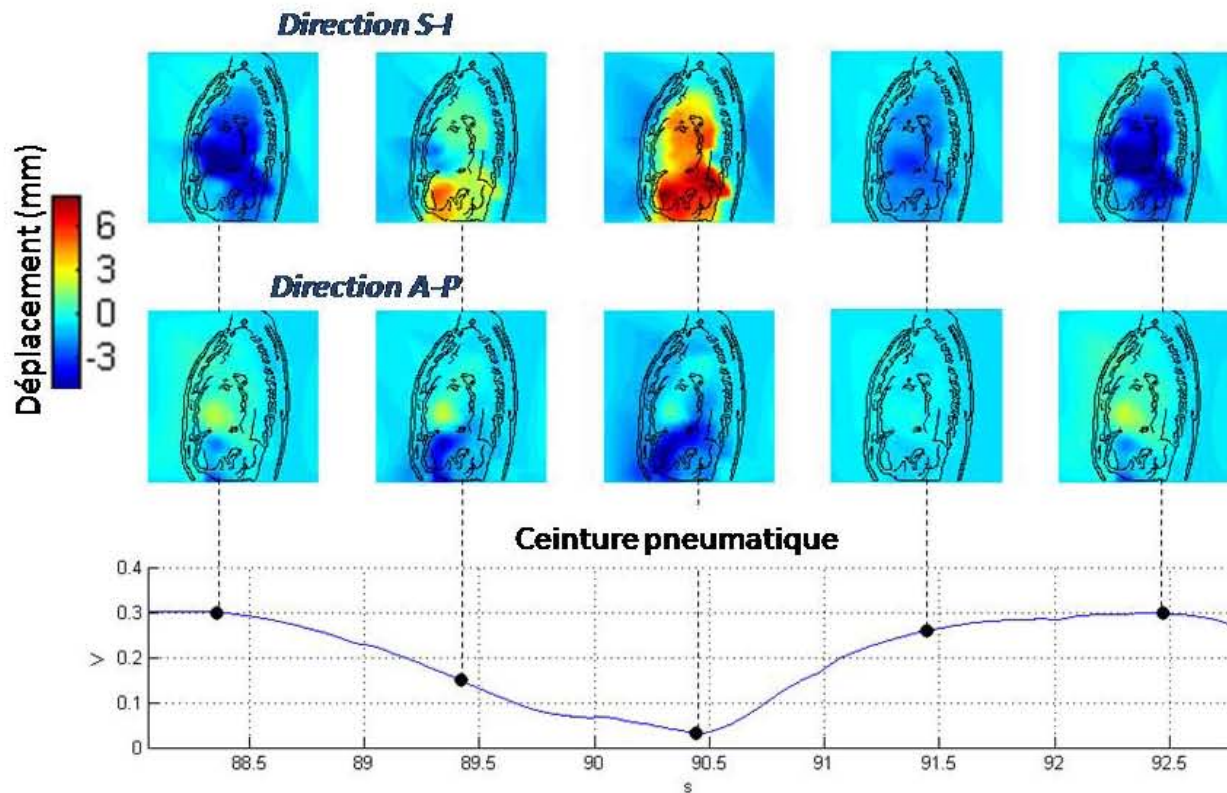 Direction S-I
Déplacement (mm)
6
3
0
-3
Direction A-P
Ceinture pneumatique
0.4
0.3
0.2
0.1
0
V
88.5 89 89.5 90 90.5 91 91.5 92 92.5
s